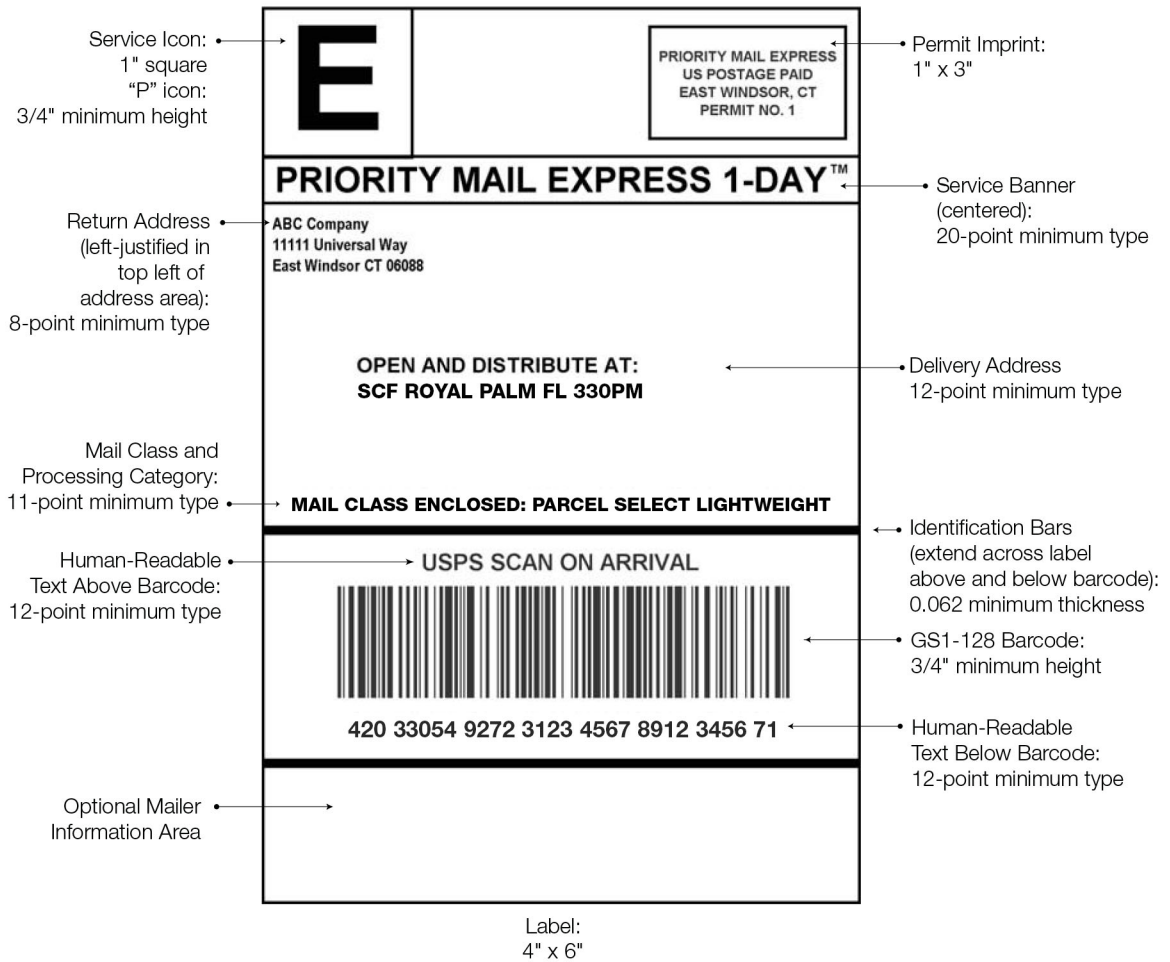 Service Icon:
1" square
“P” icon:
3/4" minimum height
E
PRIORITY MAIL EXPRESS
US POSTAGE PAID
EAST WINDSOR, CT
PERMIT NO. 1
Permit Imprint:
1" x 3"
PRIORITY MAIL EXPRESS 1-DAY™
Service Banner
(centered):
20-point minimum type
Return Address
(left-justified in
top left of
address area):
8-point minimum type
ABC Company
11111 Universal Way
East Windsor CT 06088
OPEN AND DISTRIBUTE AT:
SCF ROYAL PALM FL 330PM
Delivery Address
12-point minimum type
Mail Class and
Processing Category:
11-point minimum type
MAIL CLASS ENCLOSED: PARCEL SELECT LIGHTWEIGHT
Identification Bars
(extend across label
above and below barcode):
0.062 minimum thickness
Human-Readable
Text Above Barcode:
12-point minimum type
USPS SCAN ON ARRIVAL
GS1-128 Barcode:
3/4" minimum height
420 33054 9272 3123 4567 8912 3456 71
Human-Readable
Text Below Barcode:
12-point minimum type
Optional Mailer
Information Area
Label:
4" x 6"